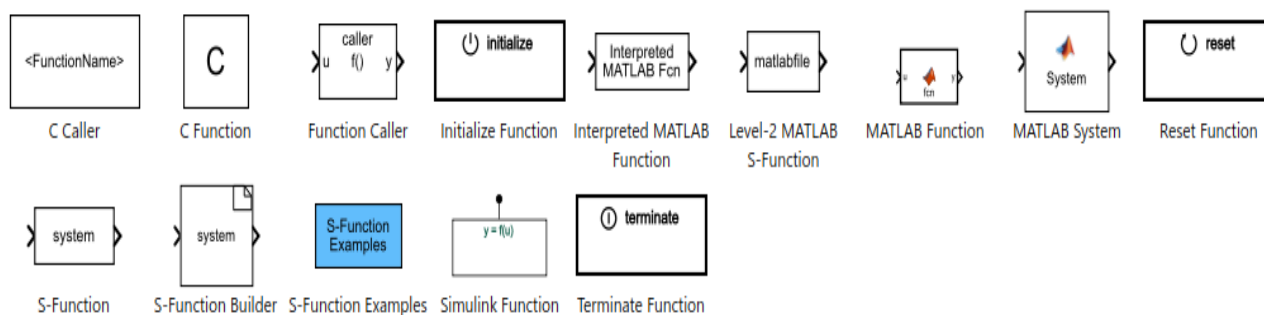 <FunctionName>
C
caller
u f() y
initialize
Interpreted
MATLAB Fcn
matlabfile
u y
fcn
System
reset
C Caller
C Function
Function Caller
Initialize Function
Interpreted MATLAB
Function
Level-2 MATLAB
S-Function
MATLAB Function
MATLAB System
Reset Function
system
system
S-Function
Examples
y = f(u)
terminate
S-Function
S-Function Builder
S-Function Examples
Simulink Function
Terminate Function